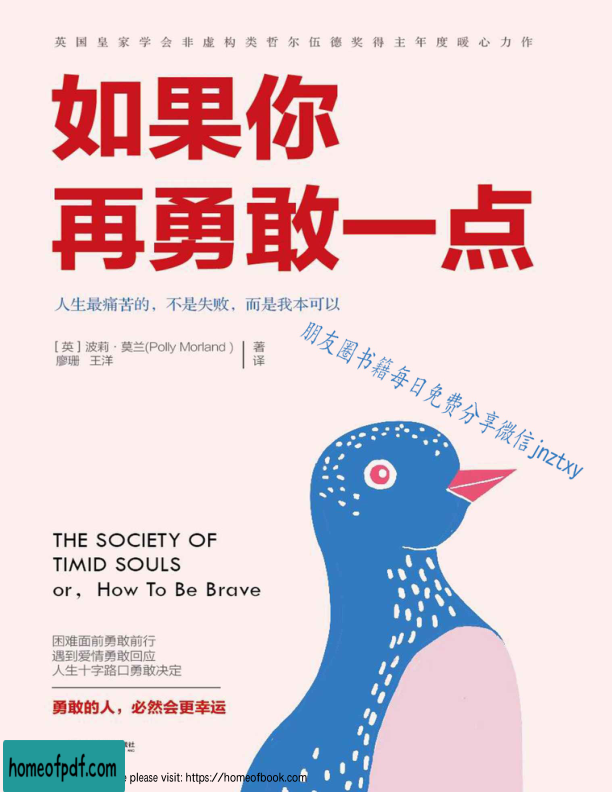 英国皇家学会非虚构类哲尔伍德奖得主年度暖心力作
如果你
再勇敢一点
人生最痛苦的，不是失败，而是我本可以
[英] 波莉·莫兰(Polly Morland) 著
廖珊 王洋 译
朋友圈书籍每日免费分享微信jnztxy
THE SOCIETY OF
TIMID SOULS
or, How To Be Brave
困难面前勇敢前行
遇到爱情勇敢回应
人生十字路口勇敢决定
勇敢的人，必然会更幸运
homeofpdf.com
please visit: https://homeofbook.com